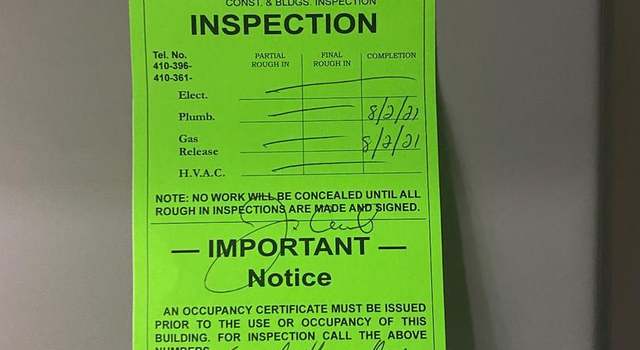 CONST. & BLDGS. INSPECTION
INSPECTION
Tel. No.
410-396-
410-361-
PARTIAL ROUGH IN
FINAL ROUGH IN
COMPLETION
Elect.
Plumb. 8/2/21
Gas Release 8/2/21
H.V.A.C.
NOTE: NO WORK WILL BE CONCEALED UNTIL ALL
ROUGH IN INSPECTIONS ARE MADE AND SIGNED.
— IMPORTANT —
Notice
AN OCCUPANCY CERTIFICATE MUST BE ISSUED
PRIOR TO THE USE OR OCCUPANCY OF THIS
BUILDING. FOR INSPECTION CALL THE ABOVE
NUMBERS